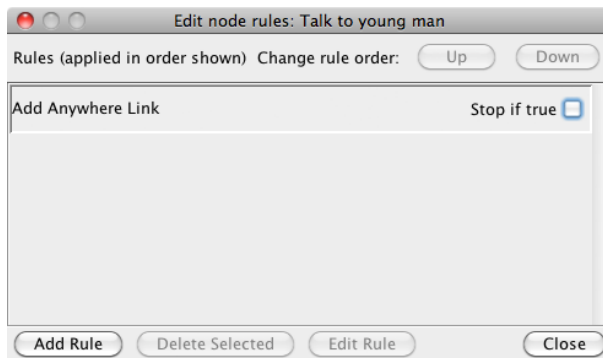 Edit node rules: Talk to young man
Rules (applied in order shown) Change rule order: Up Down
Add Anywhere Link Stop if true
Add Rule Delete Selected Edit Rule Close